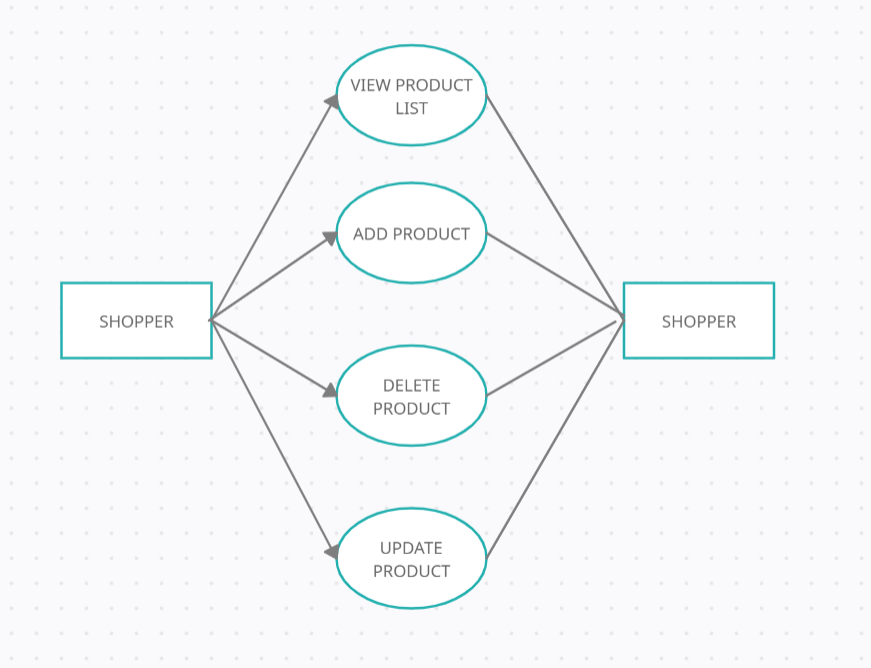 VIEW PRODUCT
LIST
ADD PRODUCT
SHOPPER
SHOPPER
DELETE
PRODUCT
UPDATE
PRODUCT